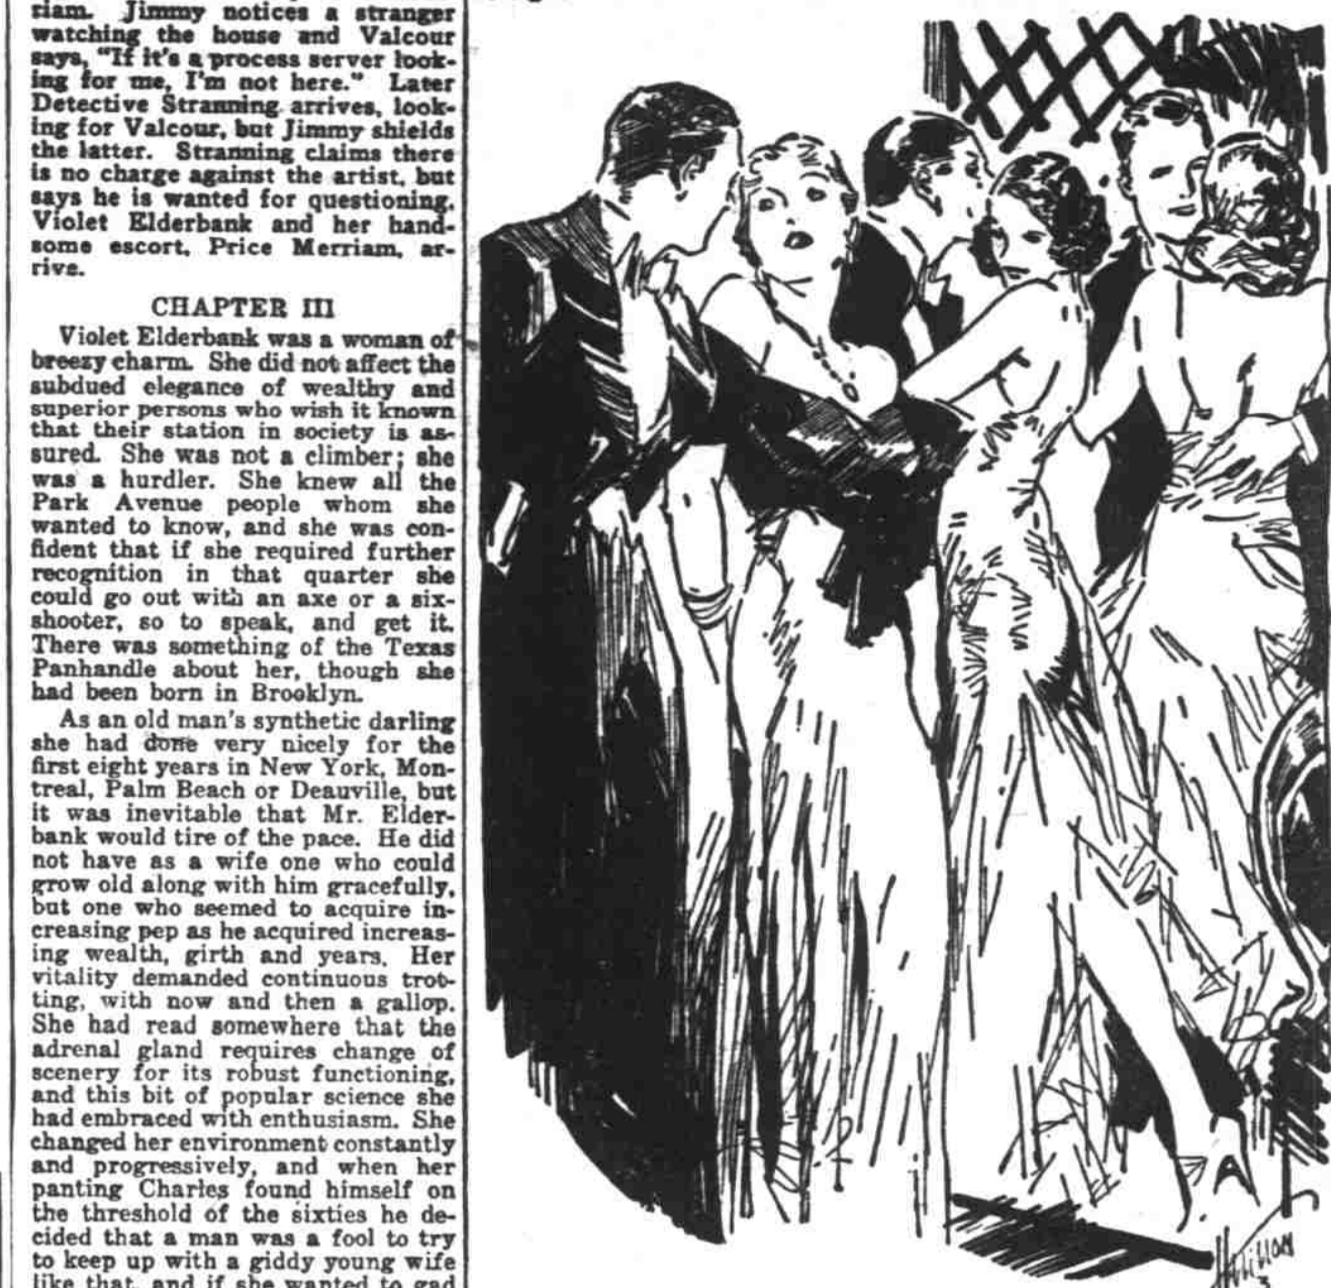 riam. Jimmy notices a stranger
watching the house and Valcour
says, "If it's a process server look-
ing for me, I'm not here." Later
Detective Stranning arrives, look-
ing for Valcour, but Jimmy shields
the latter. Stranning claims there
is no charge against the artist, but
says he is wanted for questioning.
Violet Elderbank and her hand-
some escort, Price Merriam, ar-
rive.
CHAPTER III
Violet Elderbank was a woman of
breezy charm. She did not affect the
subdued elegance of wealthy and
superior persons who wish it known
that their station in society is as-
sured. She was not a climber; she
was a hurdler. She knew all the
Park Avenue people whom she
wanted to know, and she was con-
fident that if she required further
recognition in that quarter she
could go out with an axe or a six-
shooter, so to speak, and get it.
There was something of the Texas
Panhandle about her, though she
had been born in Brooklyn.
As an old man's synthetic darling
she had done very nicely for the
first eight years in New York, Mon-
treal, Palm Beach or Deauville, but
it was inevitable that Mr. Elder-
bank would tire of the pace. He did
not have as a wife one who could
grow old along with him gracefully,
but one who seemed to acquire in-
creasing pep as he acquired increas-
ing wealth, girth and years. Her
vitality demanded continuous trot-
ting, with now and then a gallop.
She had read somewhere that the
adrenal gland requires change of
scenery for its robust functioning,
and this bit of popular science she
had embraced with enthusiasm. She
changed her environment constantly
and progressively, and when her
panting Charles found himself on
the threshold of the sixties he de-
cided that a man was a fool to try
to keep up with a giddy young wife
like that, and if she wanted to gad